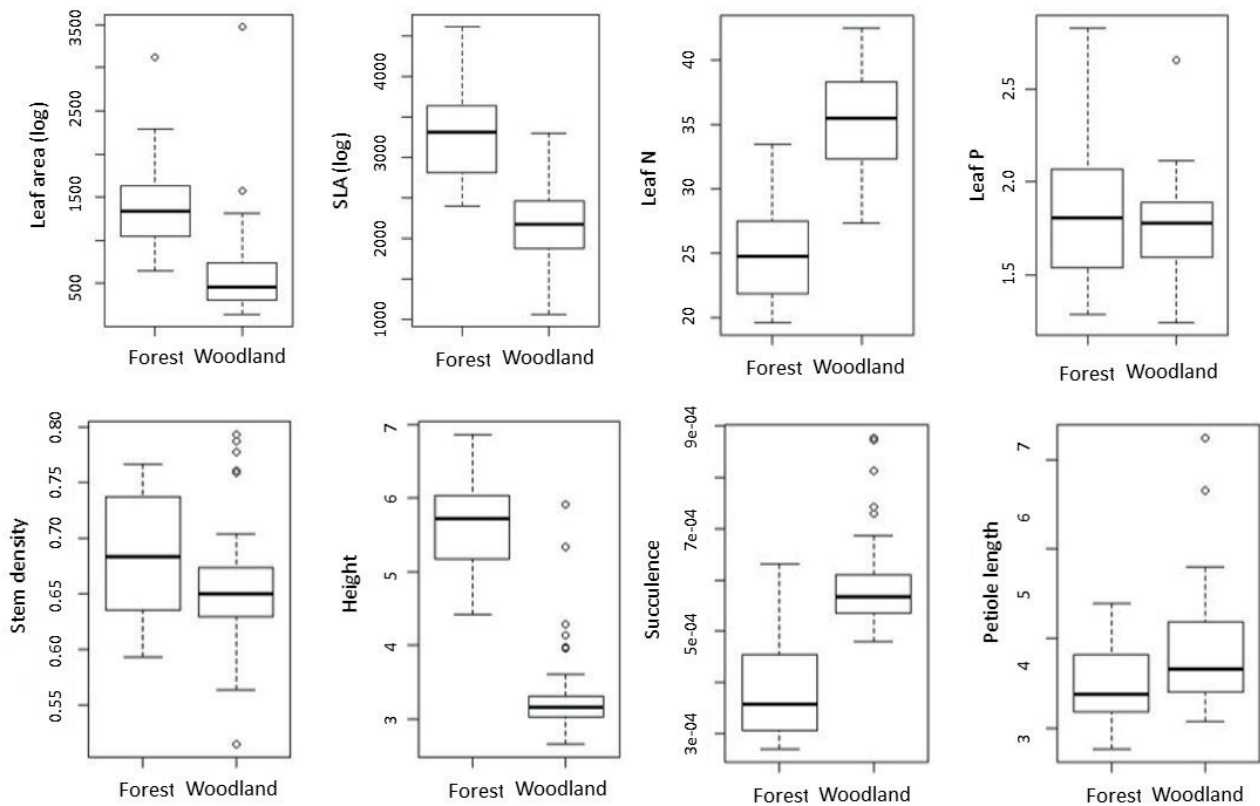 Leaf area (log)
3500
2500
1500
500
Forest Woodland
SLA (log)
4000
3000
2000
1000
Forest Woodland
Leaf N
40
35
30
25
20
Forest Woodland
Leaf P
2.5
2.0
1.5
Forest Woodland
Stem density
0.80
0.75
0.70
0.65
0.60
0.55
Forest Woodland
Height
7
6
5
4
3
Forest Woodland
Succulence
9e-04
7e-04
5e-04
3e-04
Forest Woodland
Petiole length
7
6
5
4
3
Forest Woodland